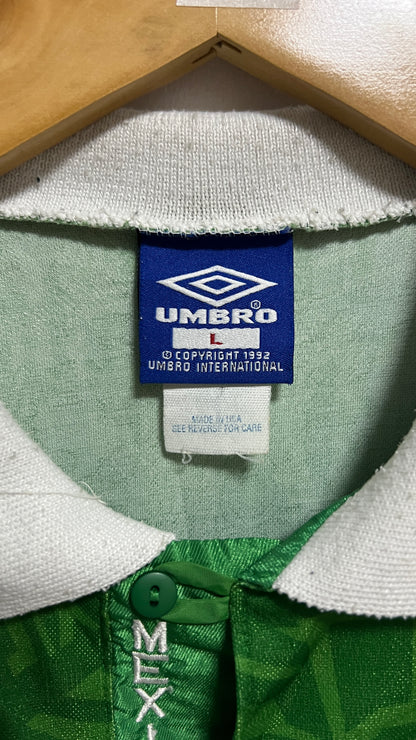 UMBRO®
L
© COPYRIGHT 1992
UMBRO INTERNATIONAL
MADE IN USA
SEE REVERSE FOR CARE
MEXI